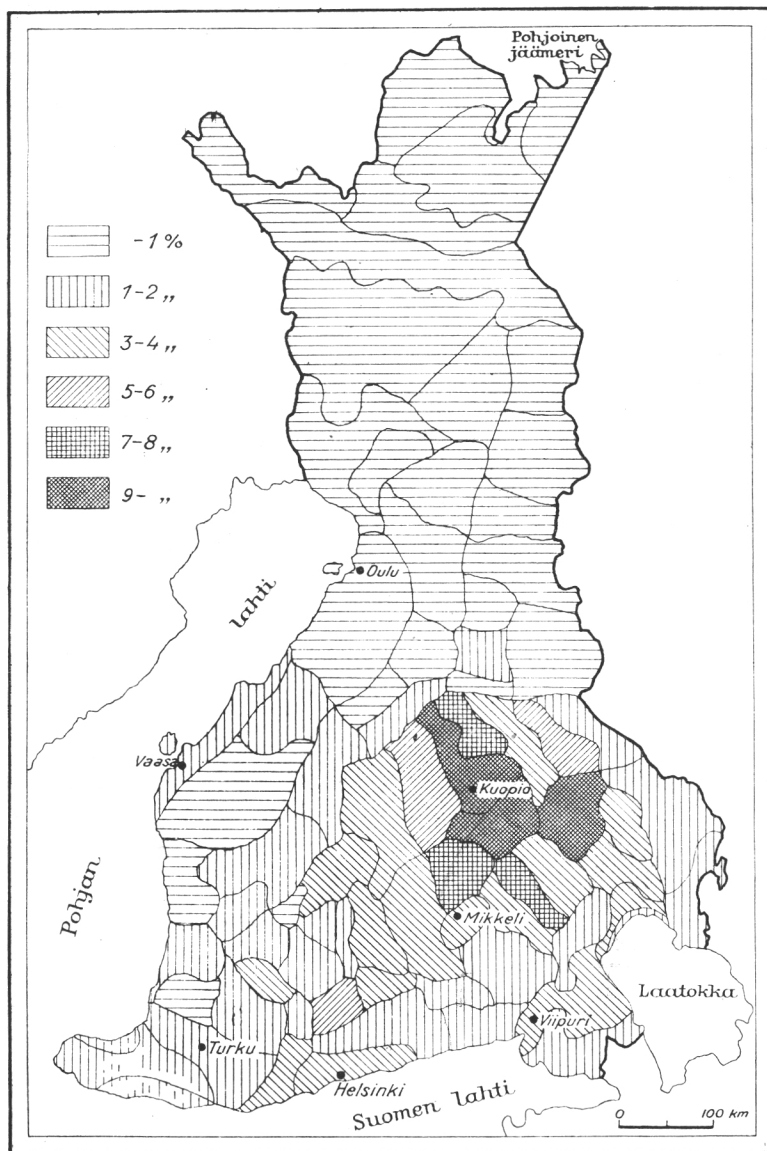 Pohjoinen
jäämeri
-1 %
1-2 „
3-4 „
5-6 „
7-8 „
9- „
Oulu
lahti
Vaasa
Kuopio
Pohjan
Mikkeli
Laatokka
Viipuri
Turku
Helsinki
Suomen lahti
0 100 km